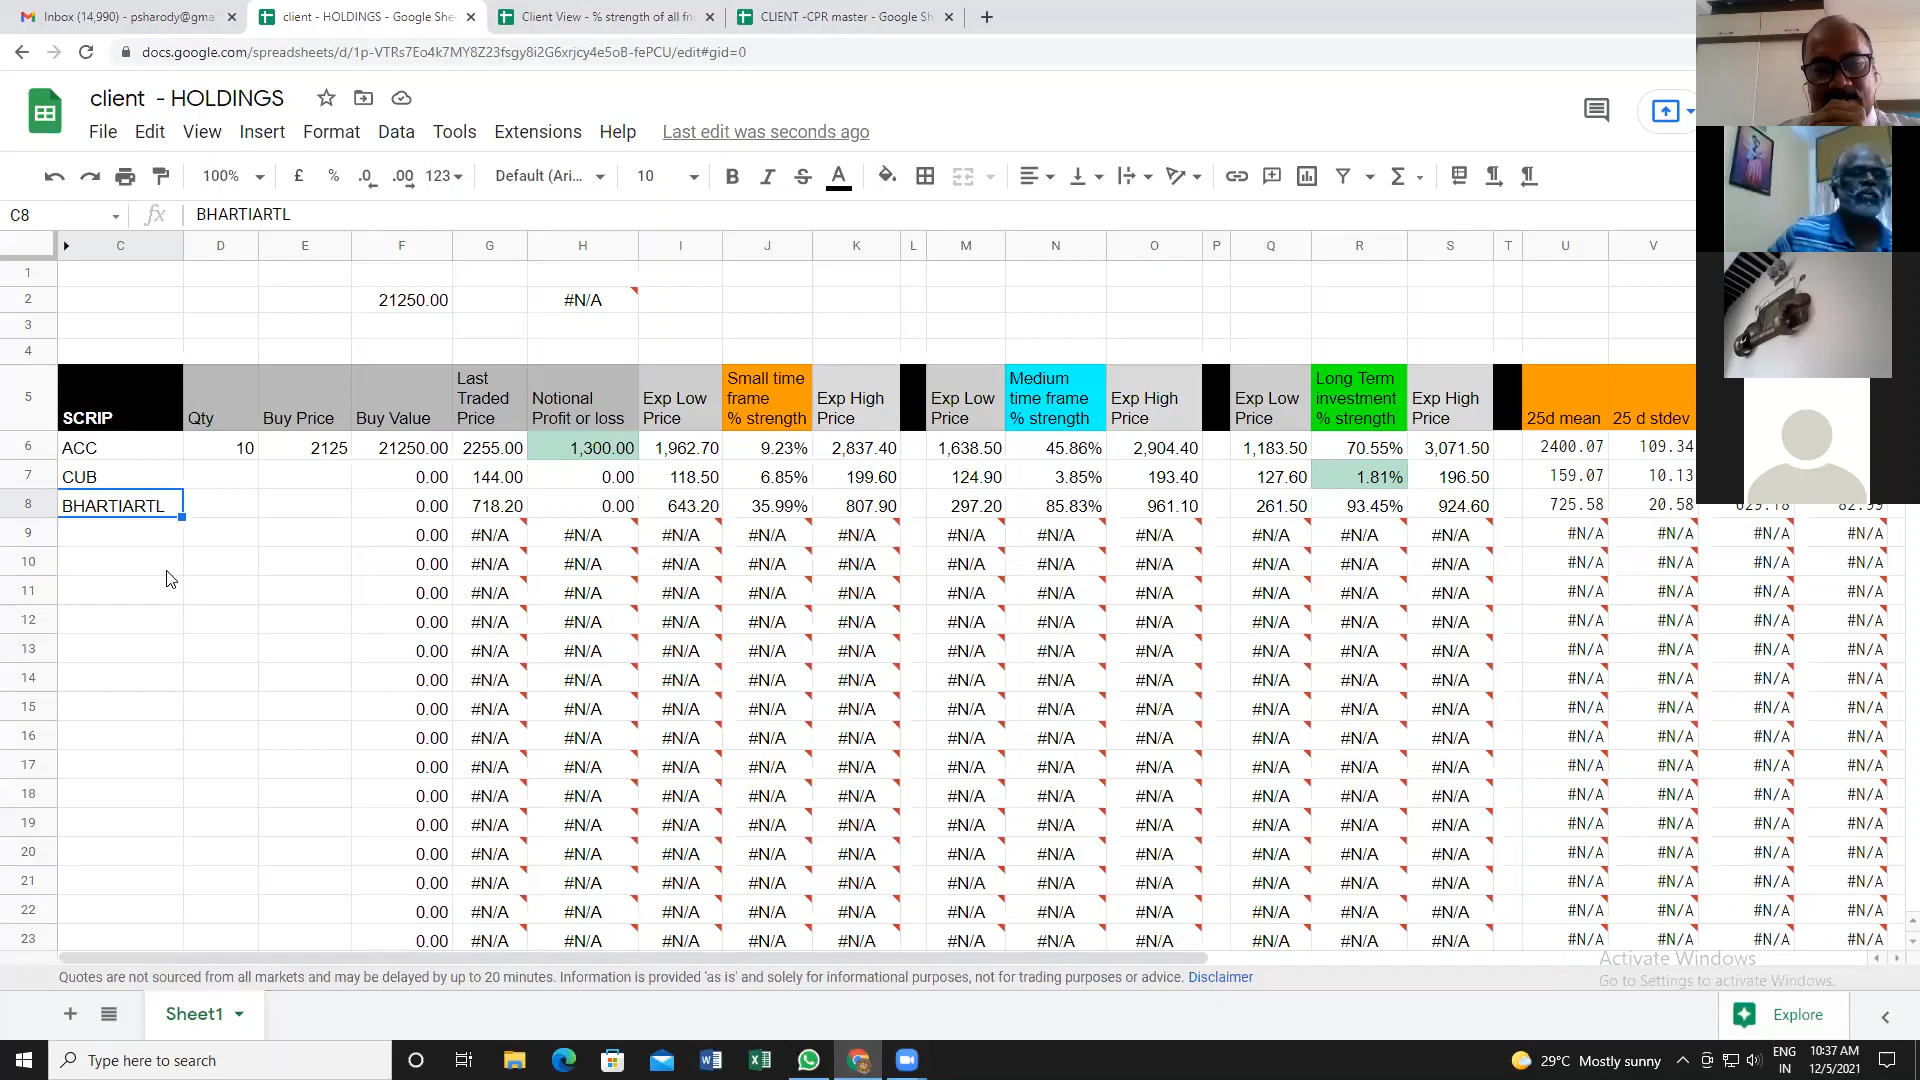 Inbox (14,990) - psharody@gma
client - HOLDINGS - Google She
Client View - % strength of all fn
CLIENT -CPR master - Google Sh
docs.google.com/spreadsheets/d/1p-VTRs7Eo4k7MY8Z23fsgy8i2G6xrjcy4e5oB-fePCU/edit#gid=0
client - HOLDINGS
File Edit View Insert Format Data Tools Extensions Help Last edit was seconds ago
100% £ % .0 .00 123 Default (Ari... 10 B I S A
C8 fx BHARTIARTL
C D E F G H I J K L M N O P Q R S T U V
1
2 21250.00 #N/A
3
4
5 SCRIP Qty Buy Price Buy Value Last Traded Price Notional Profit or loss Exp Low Price Small time frame % strength Exp High Price Exp Low Price Medium time frame % strength Exp High Price Exp Low Price Long Term investment % strength Exp High Price 25d mean 25 d stdev
6 ACC 10 2125 21250.00 2255.00 1,300.00 1,962.70 9.23% 2,837.40 1,638.50 45.86% 2,904.40 1,183.50 70.55% 3,071.50 2400.07 109.34
7 CUB 0.00 144.00 0.00 118.50 6.85% 199.60 124.90 3.85% 193.40 127.60 1.81% 196.50 159.07 10.13
8 BHARTIARTL 0.00 718.20 0.00 643.20 35.99% 807.90 297.20 85.83% 961.10 261.50 93.45% 924.60 725.58 20.58
9 0.00 #N/A #N/A #N/A #N/A #N/A #N/A #N/A #N/A #N/A #N/A #N/A #N/A #N/A #N/A #N/A
10 0.00 #N/A #N/A #N/A #N/A #N/A #N/A #N/A #N/A #N/A #N/A #N/A #N/A #N/A #N/A #N/A
11 0.00 #N/A #N/A #N/A #N/A #N/A #N/A #N/A #N/A #N/A #N/A #N/A #N/A #N/A #N/A #N/A
12 0.00 #N/A #N/A #N/A #N/A #N/A #N/A #N/A #N/A #N/A #N/A #N/A #N/A #N/A #N/A #N/A
13 0.00 #N/A #N/A #N/A #N/A #N/A #N/A #N/A #N/A #N/A #N/A #N/A #N/A #N/A #N/A #N/A
14 0.00 #N/A #N/A #N/A #N/A #N/A #N/A #N/A #N/A #N/A #N/A #N/A #N/A #N/A #N/A #N/A
15 0.00 #N/A #N/A #N/A #N/A #N/A #N/A #N/A #N/A #N/A #N/A #N/A #N/A #N/A #N/A #N/A
16 0.00 #N/A #N/A #N/A #N/A #N/A #N/A #N/A #N/A #N/A #N/A #N/A #N/A #N/A #N/A #N/A
17 0.00 #N/A #N/A #N/A #N/A #N/A #N/A #N/A #N/A #N/A #N/A #N/A #N/A #N/A #N/A #N/A
18 0.00 #N/A #N/A #N/A #N/A #N/A #N/A #N/A #N/A #N/A #N/A #N/A #N/A #N/A #N/A #N/A
19 0.00 #N/A #N/A #N/A #N/A #N/A #N/A #N/A #N/A #N/A #N/A #N/A #N/A #N/A #N/A #N/A
20 0.00 #N/A #N/A #N/A #N/A #N/A #N/A #N/A #N/A #N/A #N/A #N/A #N/A #N/A #N/A #N/A
21 0.00 #N/A #N/A #N/A #N/A #N/A #N/A #N/A #N/A #N/A #N/A #N/A #N/A #N/A #N/A #N/A
22 0.00 #N/A #N/A #N/A #N/A #N/A #N/A #N/A #N/A #N/A #N/A #N/A #N/A #N/A #N/A #N/A
23 0.00 #N/A #N/A #N/A #N/A #N/A #N/A #N/A #N/A #N/A #N/A #N/A #N/A #N/A #N/A #N/A
Activate Windows
Go to Settings to activate Windows.
Quotes are not sourced from all markets and may be delayed by up to 20 minutes. Information is provided 'as is' and solely for informational purposes, not for trading purposes or advice. Disclaimer
Sheet1
Explore
Type here to search
29°C Mostly sunny
ENG
IN
10:37 AM
12/5/2021